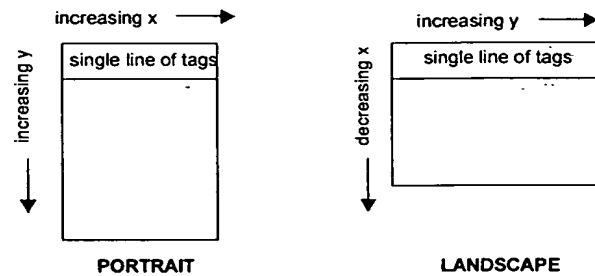 increasing x
increasing y
single line of tags
PORTRAIT
increasing y
decreasing x
single line of tags
LANDSCAPE